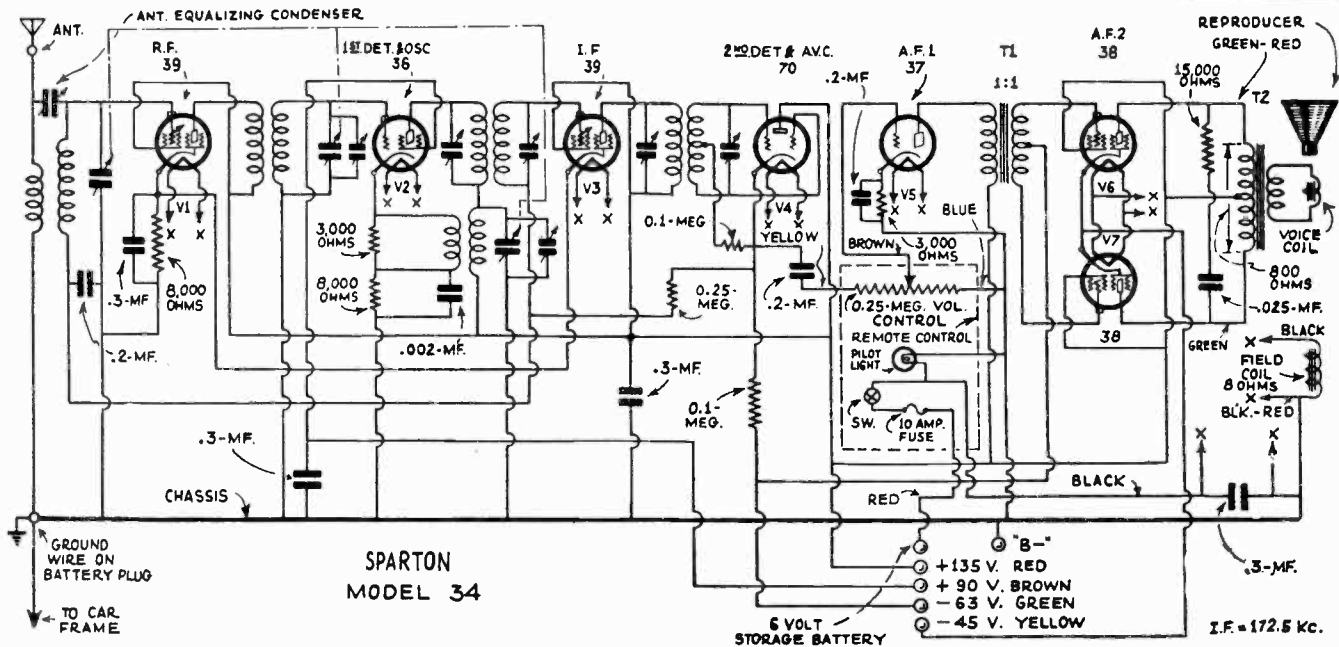 ANT. EQUALIZING CONDENSER
ANT.
R.F.
39
1ST DET. & OSC
36
I.F
39
2ND DET & A.V.C.
70
A.F.1
37
T1
1:1
A.F.2
38
REPRODUCER
GREEN-RED
15,000
OHMS
T2
.2-MF.
V1
V2
V3
V4
V5
V6
V7
X X
X X
X X
X X
X X
X
X
38
.3-MF
8,000
OHMS
3,000
OHMS
8,000
OHMS
.002-MF.
.2-MF.
0.1-MEG
YELLOW
0.25-
MEG.
.2-MF.
BROWN
3,000
OHMS
BLUE
0.25-MEG. VOL.
CONTROL
REMOTE CONTROL
PILOT
LIGHT
SW.
10 AMP.
FUSE
VOICE
COIL
800
OHMS
.025-MF.
GREEN
BLACK
X
FIELD
COIL
8 OHMS
X
BLK.-RED
X
X
.3-MF.
0.1-
MEG.
.3-MF.
CHASSIS
RED
BLACK
.3-MF.
GROUND
WIRE ON
BATTERY PLUG
TO CAR
FRAME
SPARTON
MODEL 34
"B-"
+135 V. RED
+ 90 V. BROWN
- 63 V. GREEN
- 45 V. YELLOW
6 VOLT
STORAGE BATTERY
I.F. = 172.5 KC.